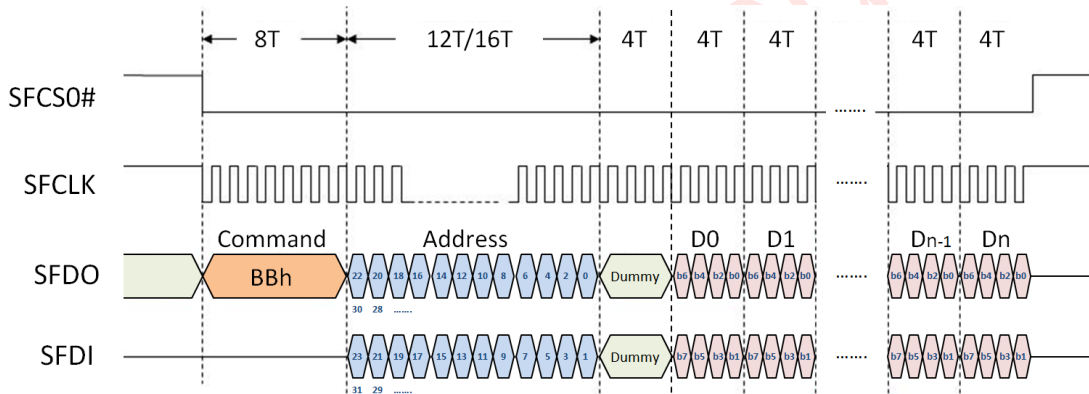 8T 12T/16T 4T 4T 4T 4T 4T
SFCS0# .......
SFCLK .......
Command Address D0 D1 Dn-1 Dn
SFDO BBh 22 20 18 16 14 12 10 8 6 4 2 0 Dummy b6 b4 b2 b0 b6 b4 b2 b0 ....... b6 b4 b2 b0 b6 b4 b2 b0
30 28 .......
SFDI 23 21 19 17 15 13 11 9 7 5 3 1 Dummy b7 b5 b3 b1 b7 b5 b3 b1 ....... b7 b5 b3 b1 b7 b5 b3 b1
31 29 .......